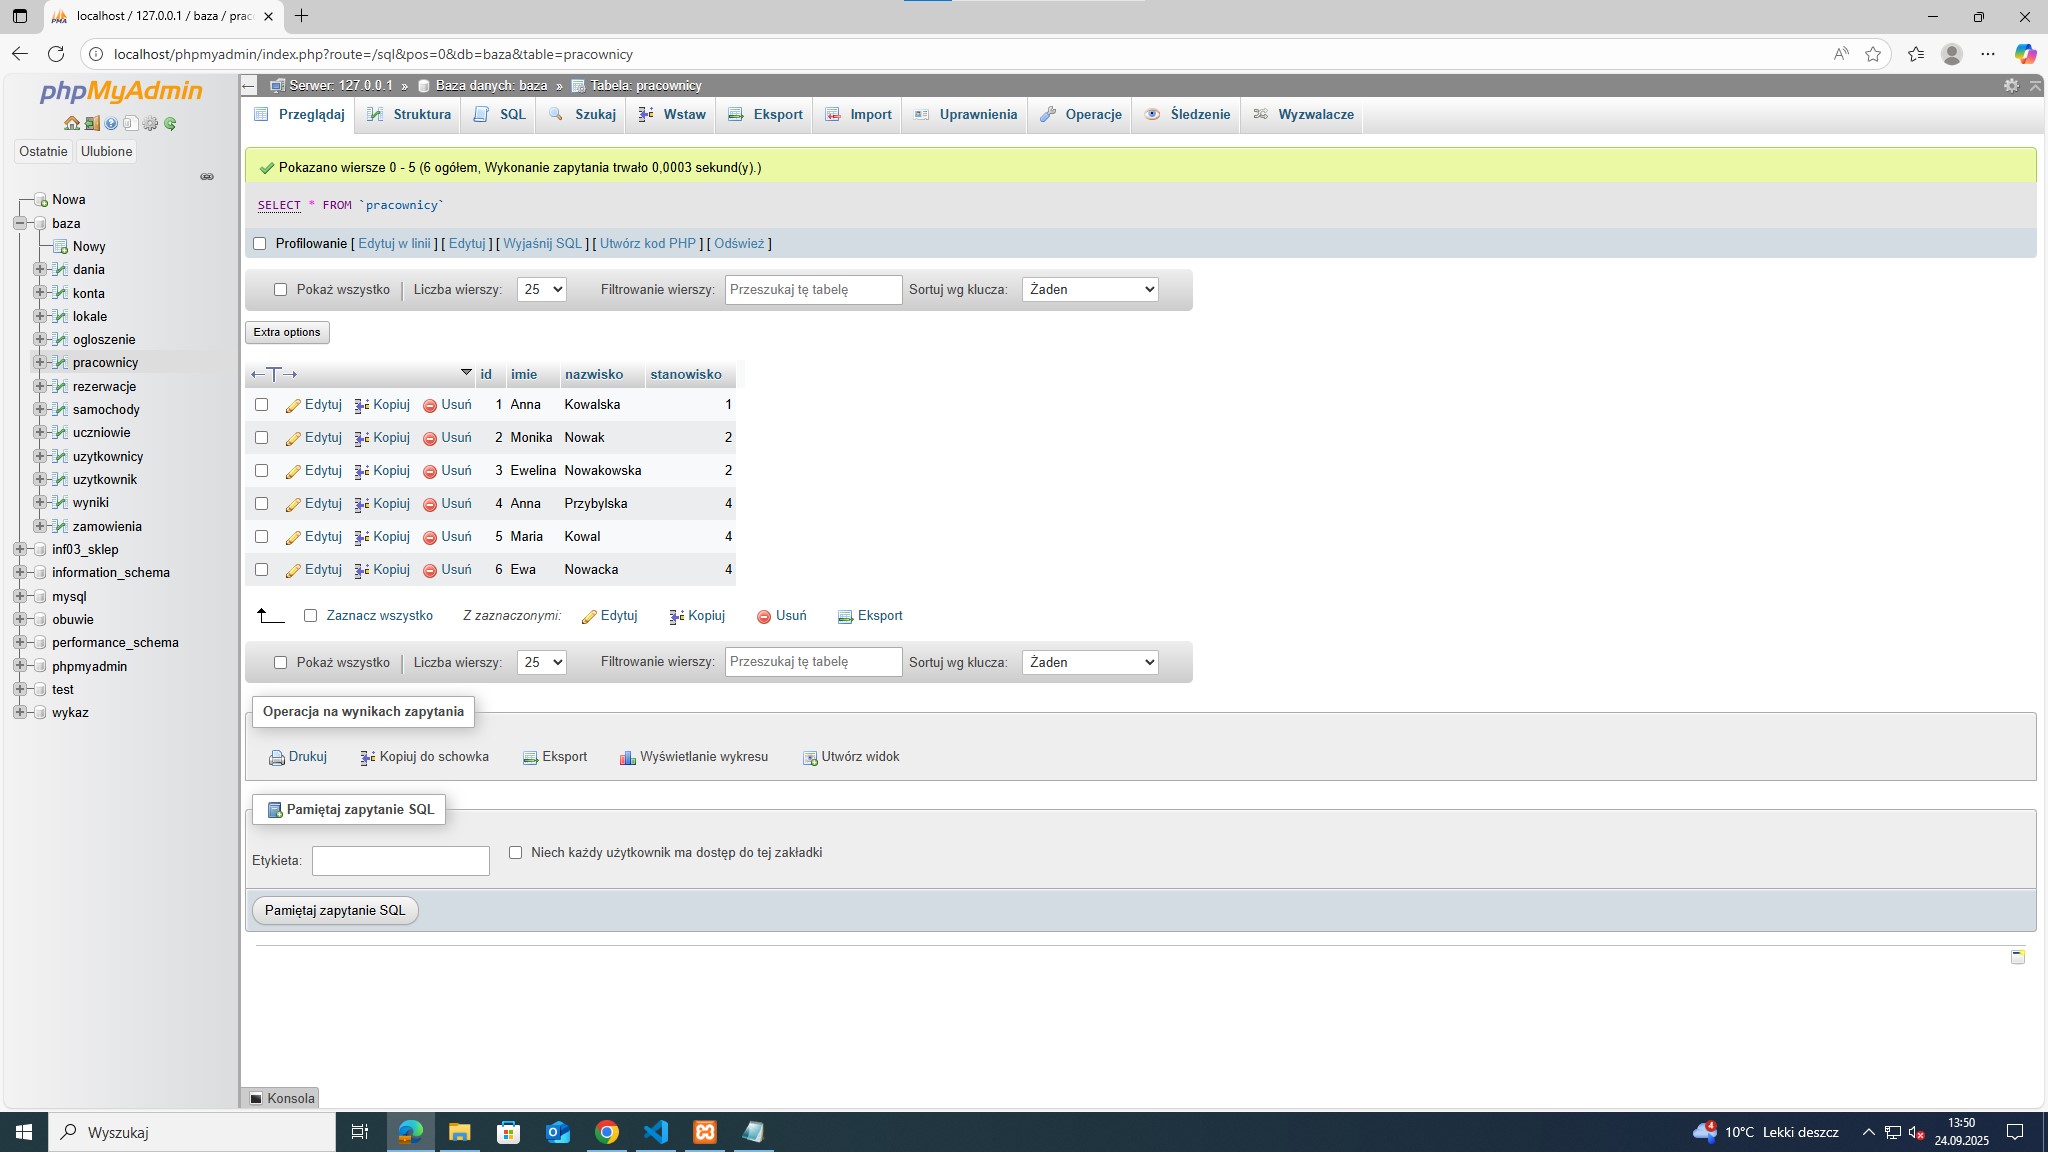 localhost / 127.0.0.1 / baza / prac
localhost/phpmyadmin/index.php?route=/sql&pos=0&db=baza&table=pracownicy
phpMyAdmin
Ostatnie Ulubione
Nowa
baza
Nowy
dania
konta
lokale
ogloszenie
pracownicy
rezerwacje
samochody
uczniowie
uzytkownicy
uzytkownik
wyniki
zamowienia
inf03_sklep
information_schema
mysql
obuwie
performance_schema
phpmyadmin
test
wykaz
Serwer: 127.0.0.1 » Baza danych: baza » Tabela: pracownicy
Przeglądaj Struktura SQL Szukaj Wstaw Eksport Import Uprawnienia Operacje Śledzenie Wyzwalacze
Pokazano wiersze 0 - 5 (6 ogółem, Wykonanie zapytania trwało 0,0003 sekund(y).)
SELECT * FROM `pracownicy`
Profilowanie [ Edytuj w linii ] [ Edytuj ] [ Wyjaśnij SQL ] [ Utwórz kod PHP ] [ Odśwież ]
Pokaż wszystko | Liczba wierszy: 25 Filtrowanie wierszy: Przeszukaj tę tabelę Sortuj wg klucza: Żaden
Extra options
id imie nazwisko stanowisko
Edytuj Kopiuj Usuń 1 Anna Kowalska 1
Edytuj Kopiuj Usuń 2 Monika Nowak 2
Edytuj Kopiuj Usuń 3 Ewelina Nowakowska 2
Edytuj Kopiuj Usuń 4 Anna Przybylska 4
Edytuj Kopiuj Usuń 5 Maria Kowal 4
Edytuj Kopiuj Usuń 6 Ewa Nowacka 4
Zaznacz wszystko Z zaznaczonymi: Edytuj Kopiuj Usuń Eksport
Pokaż wszystko | Liczba wierszy: 25 Filtrowanie wierszy: Przeszukaj tę tabelę Sortuj wg klucza: Żaden
Operacja na wynikach zapytania
Drukuj Kopiuj do schowka Eksport Wyświetlanie wykresu Utwórz widok
Pamiętaj zapytanie SQL
Etykieta: Niech każdy użytkownik ma dostęp do tej zakładki
Pamiętaj zapytanie SQL
Konsola
Wyszukaj
4 10°C Lekki deszcz
13:50
24.09.2025